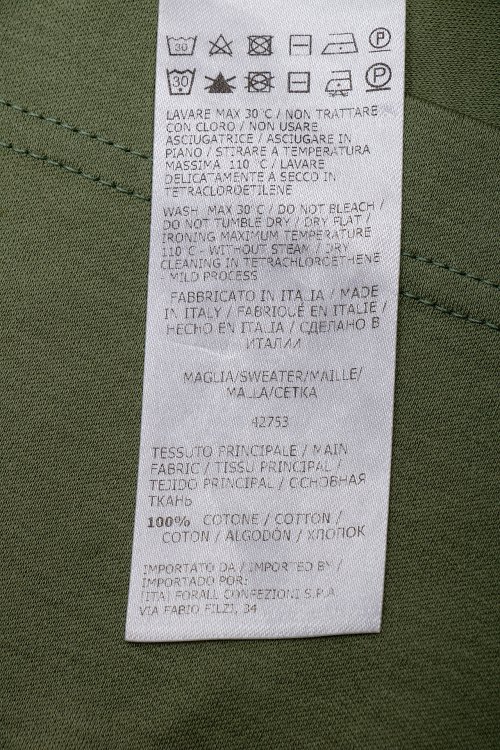 30
30
LAVARE MAX 30°C / NON TRATTARE
CON CLORO / NON USARE
ASCIUGATRICE / ASCIUGARE IN
PIANO / STIRARE A TEMPERATURA
MASSIMA 110°C / LAVARE
DELICATAMENTE A SECCO IN
TETRACLOROETILENE
WASH MAX 30°C / DO NOT BLEACH /
DO NOT TUMBLE DRY / DRY FLAT /
IRONING MAXIMUM TEMPERATURE
110°C - WITHOUT STEAM / DRY
CLEANING IN TETRACHLOROETHENE
MILD PROCESS
FABBRICATO IN ITALIA / MADE
IN ITALY / FABRIQUÉ EN ITALIE /
HECHO EN ITALIA / СДЕЛАНО В
ИТАЛИИ
MAGLIA/SWEATER/MAILLE/
MALLA/СЕТКА
42753
TESSUTO PRINCIPALE / MAIN
FABRIC / TISSU PRINCIPAL /
TEJIDO PRINCIPAL / ОСНОВНАЯ
ТКАНЬ
100% COTONE / COTTON /
COTON / ALGODÓN / ХЛОПОК
IMPORTATO DA / IMPORTED BY /
IMPORTADO POR:
[ITA] FORALL CONFEZIONI S.P.A
VIA FABIO FILZI, 34